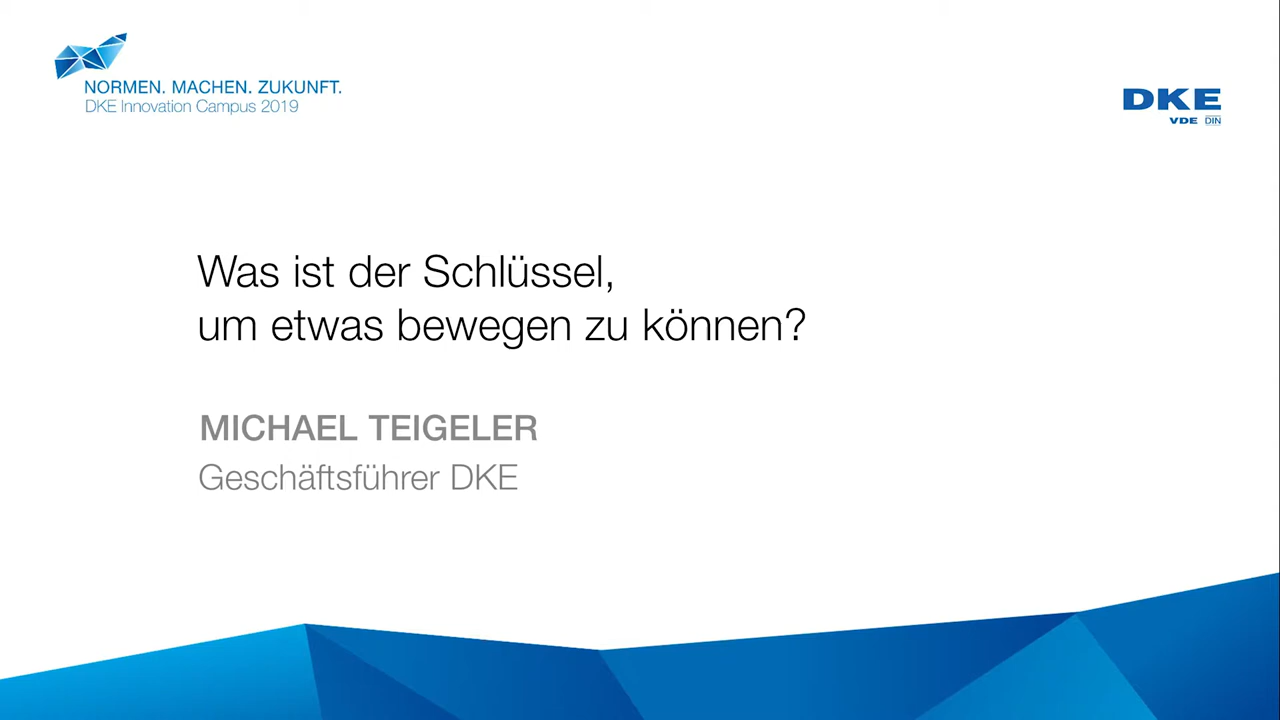 NORMEN. MACHEN. ZUKUNFT.
DKE Innovation Campus 2019
DKE
VDE DIN
Was ist der Schlüssel,
um etwas bewegen zu können?
MICHAEL TEIGELER
Geschäftsführer DKE